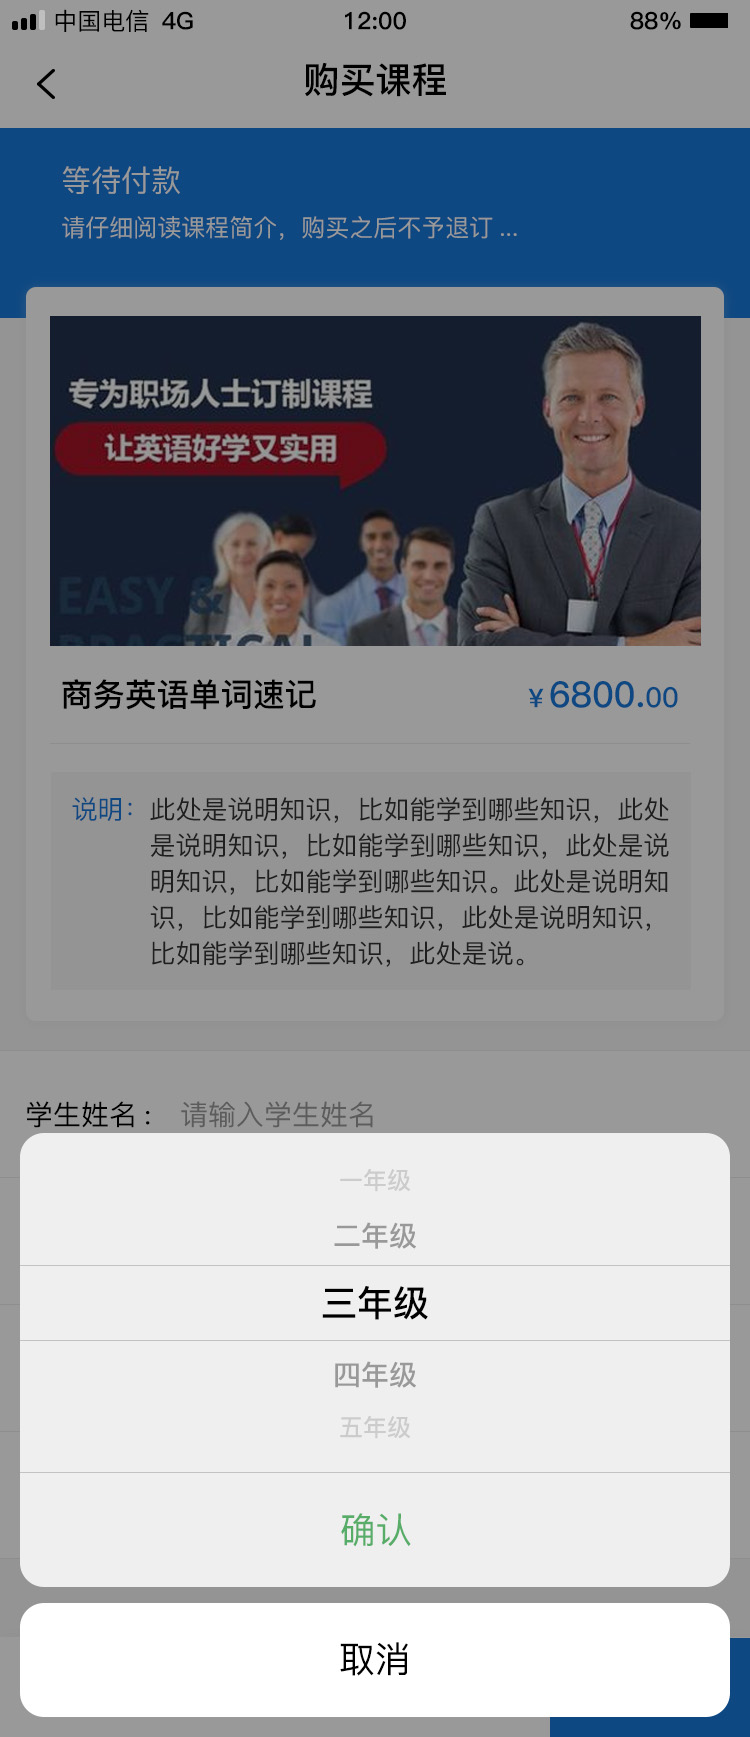 中国电信 4G 12:00 88%
购买课程
等待付款
请仔细阅读课程简介，购买之后不予退订 ...
专为职场人士订制课程
让英语好学又实用
EASY &
PRACTICAL
商务英语单词速记 ¥6800.00
说明：此处是说明知识，比如能学到哪些知识，此处
是说明知识，比如能学到哪些知识，此处是说
明知识，比如能学到哪些知识。此处是说明知
识，比如能学到哪些知识，此处是说明知识，
比如能学到哪些知识，此处是说。
学生姓名： 请输入学生姓名
一年级
二年级
三年级
四年级
五年级
确认
取消